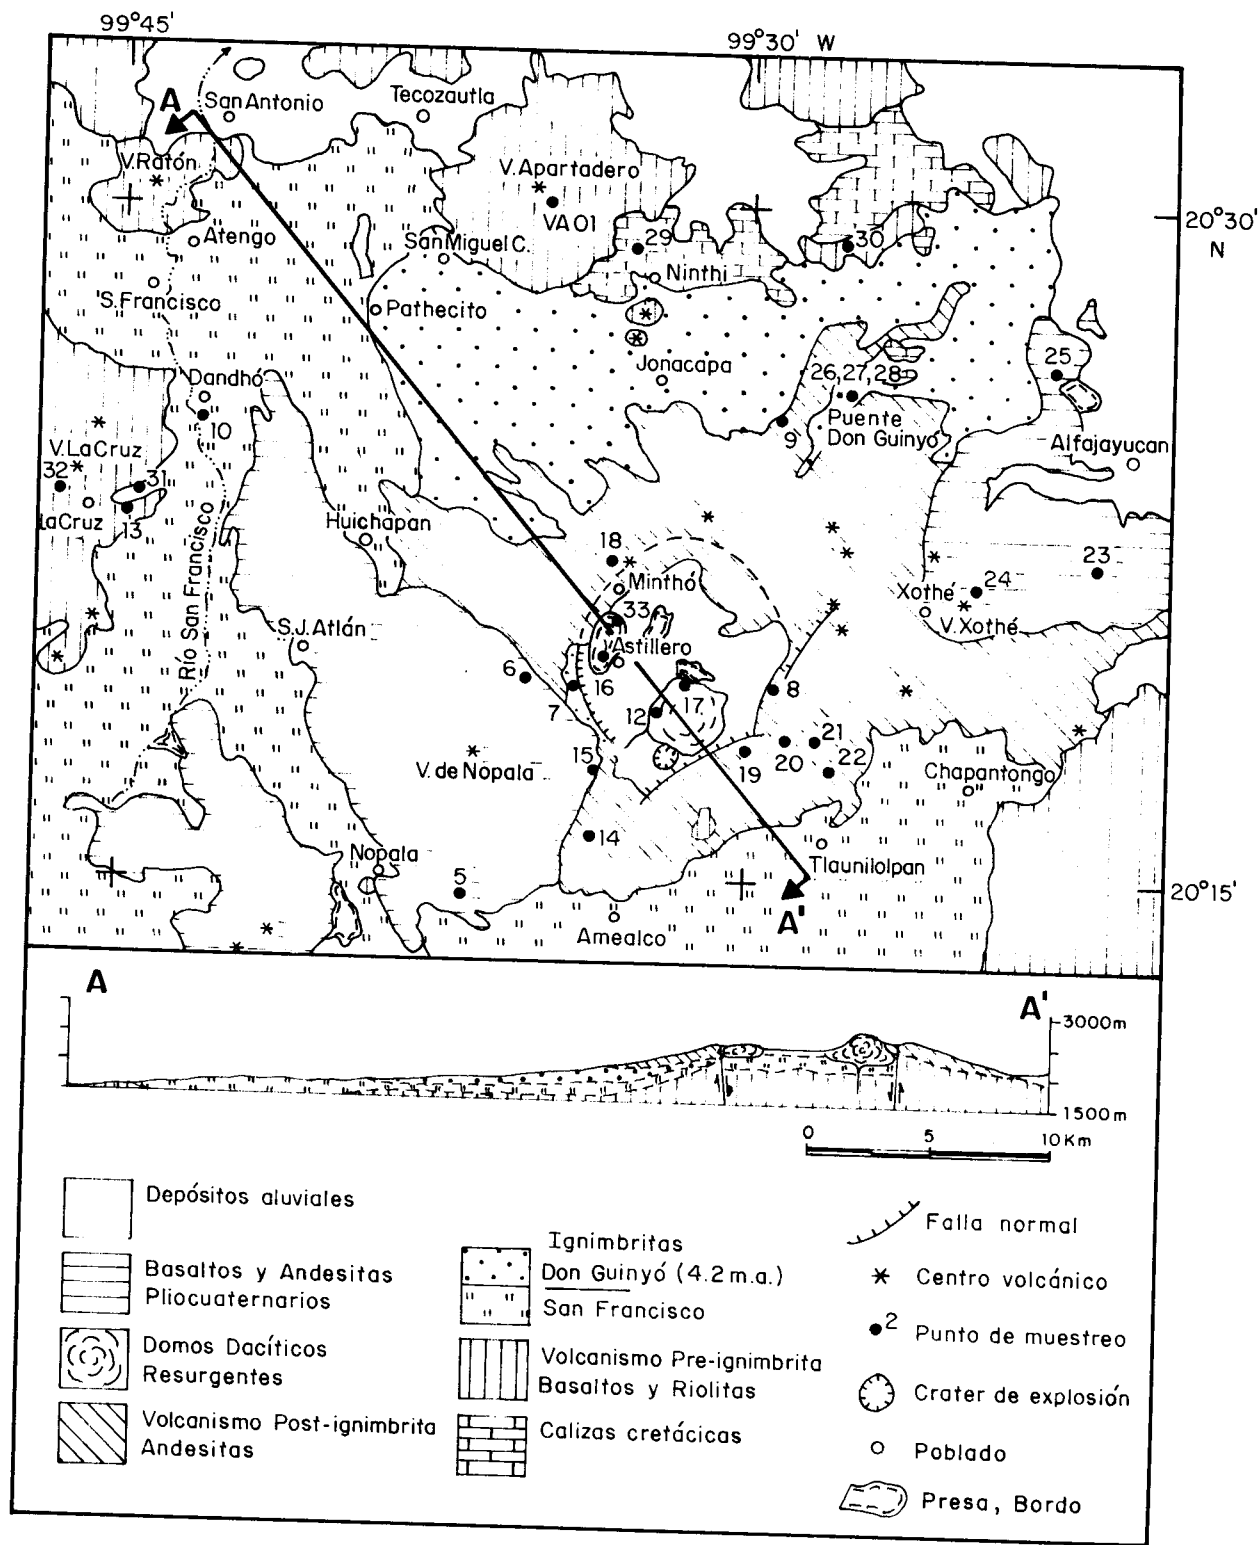 99°45'
99°30' W
A
San Antonio
Tecozautla
V. Ratón
V. Apartadero
VA 01
20°30'
N
Atengo
San Miguel C.
29
30
Ninthi
S. Francisco
Pathecito
Jonacapa
25
26,27,28
Dandhó
10
Puente
Don Guinyó
9
Alfajayucan
V. La Cruz
32
31
La Cruz
13
Huichapan
18
Minthó
23
24
Xothé
V. Xothé
Río San Francisco
33
S.J. Atlán
Astillero
6
16
7
17
8
12
15
V. de Nopala
19
20
21
22
Chapantongo
14
Nopala
5
Tlaunilolpan
A'
20°15'
Amealco
A
A'
3000m
1500m
0
5
10 Km
Depósitos aluviales
Basaltos y Andesitas
Pliocuaternarios
Domos Dacíticos
Resurgentes
Volcanismo Post-ignimbrita
Andesitas
Ignimbritas
Don Guinyó (4.2 m.a.)
San Francisco
Volcanismo Pre-ignimbrita
Basaltos y Riolitas
Calizas cretácicas
Falla normal
Centro volcánico
2
Punto de muestreo
Crater de explosión
Poblado
Presa, Bordo